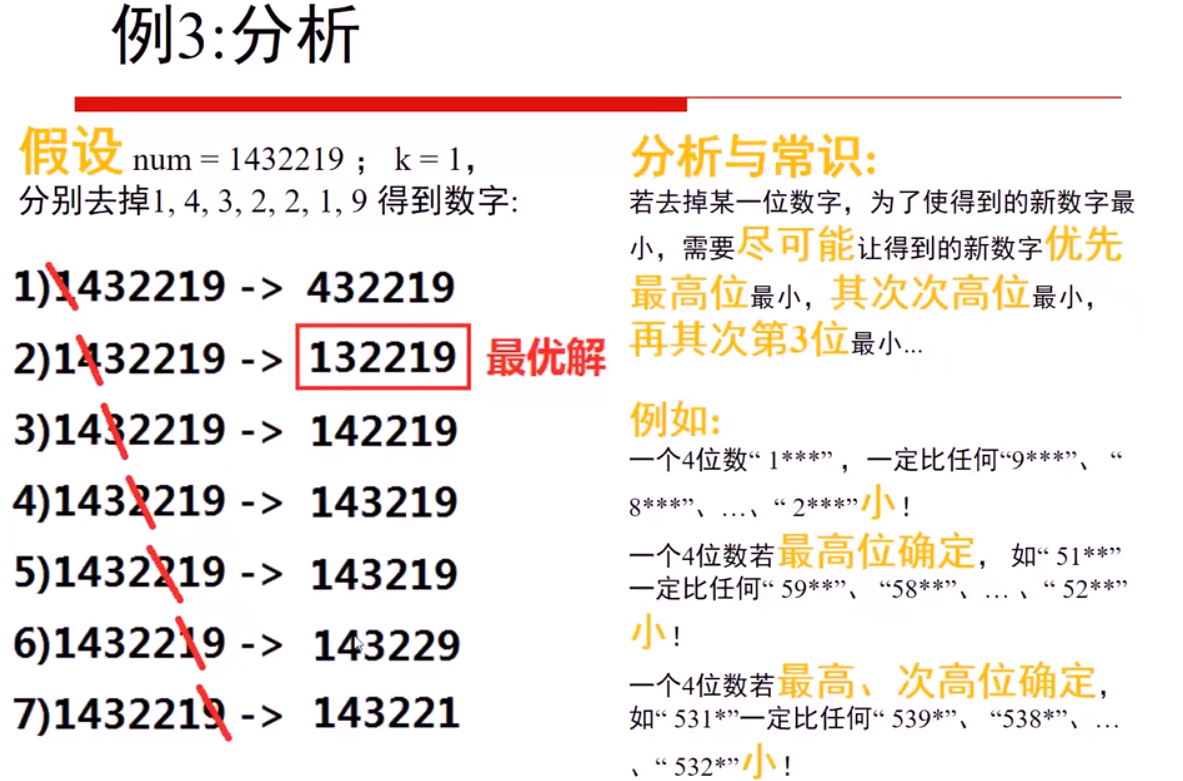 例3:分析
假设 num = 1432219 ； k = 1，
分别去掉1, 4, 3, 2, 2, 1, 9 得到数字:
1)1432219 -> 432219
2)1432219 -> 132219 最优解
3)1432219 -> 142219
4)1432219 -> 143219
5)1432219 -> 143219
6)1432219 -> 143229
7)1432219 -> 143221
分析与常识:
若去掉某一位数字，为了使得到的新数字最
小，需要尽可能让得到的新数字优先
最高位最小，其次次高位最小，
再其次第3位最小...
例如:
一个4位数“ 1***” ，一定比任何“9***”、 “
8***”、…、“ 2***”小！
一个4位数若最高位确定，如“ 51**”
一定比任何“ 59**”、 “58**”、… 、“ 52**”
小！
一个4位数若最高、次高位确定，
如“ 531*”一定比任何“ 539*”、 “538*”、…
、“ 532*”小！